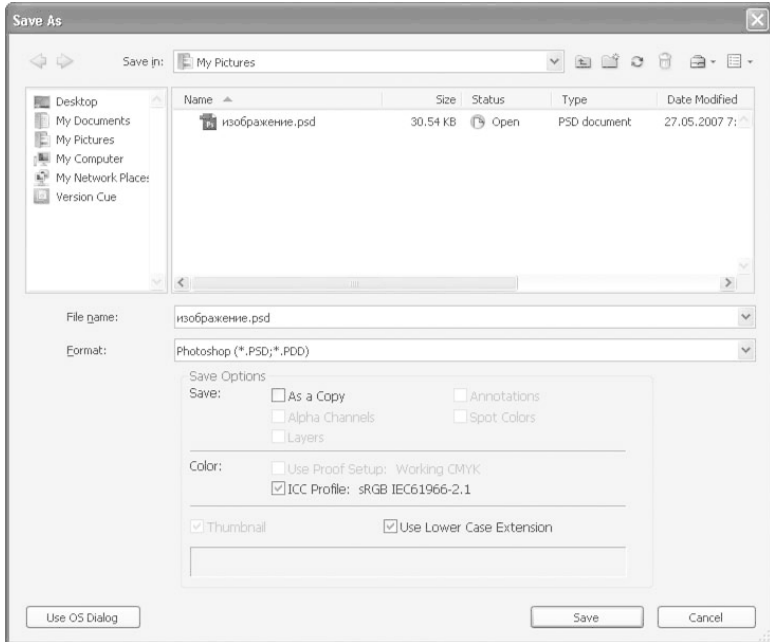 Save As
Save in: My Pictures
Name Size Status Type Date Modified
Desktop
My Documents
My Pictures
My Computer
My Network Place
Version Cue
изображение.psd 30.54 KB Open PSD document 27.05.2007 7:
File name: изображение.psd
Format: Photoshop (*.PSD;*.PDD)
Save Options
Save: As a Copy Annotations
Alpha Channels Spot Colors
Layers
Color: Use Proof Setup: Working CMYK
ICC Profile: sRGB IEC61966-2.1
Thumbnail Use Lower Case Extension
Use OS Dialog Save Cancel